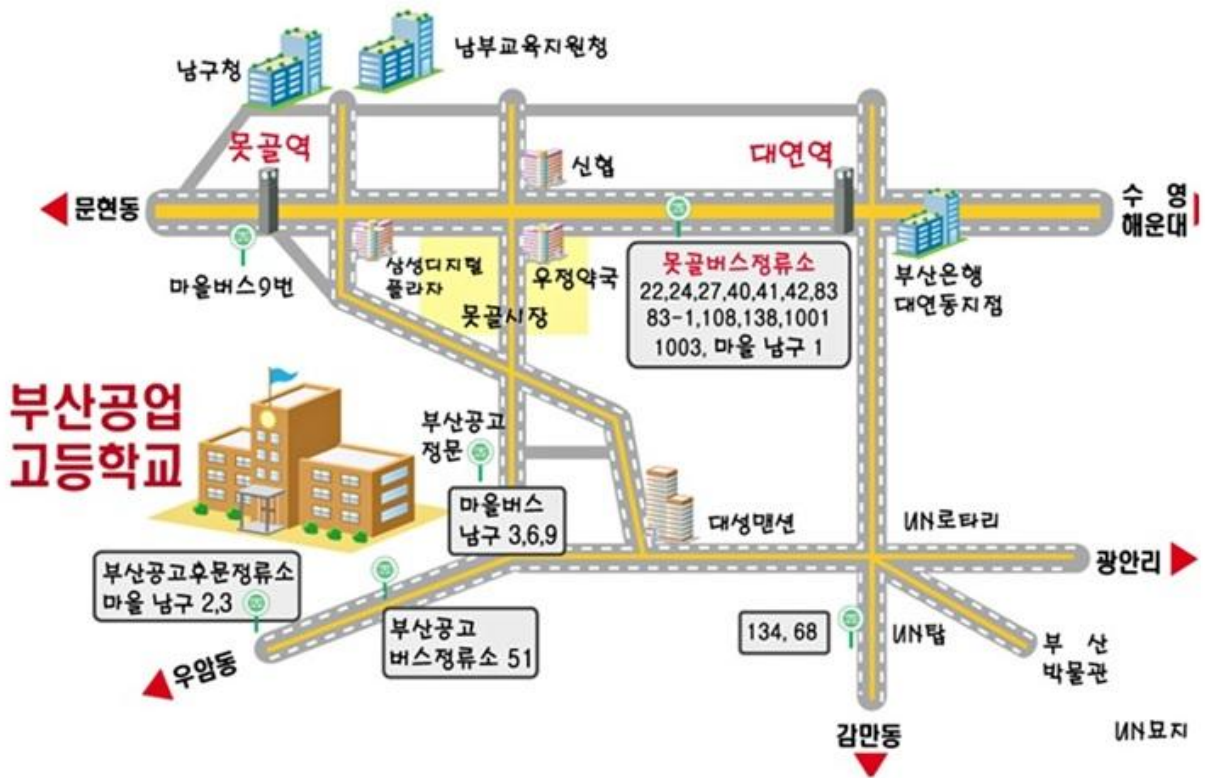 남구청
남부교육지원청
못골역
신협
대연역
문현동
수 영
해운대
마을버스9번
삼성디지털
플라자
우정약국
못골시장
못골버스정류소
22,24,27,40,41,42,83
83-1,108,138,1001
1003, 마을 남구 1
부산은행
대연동지점
부산공업
고등학교
부산공고
정문
마을버스
남구 3,6,9
대성맨션
UN로타리
광안리
부산공고후문정류소
마을 남구 2,3
부산공고
버스정류소 51
134, 68
UN탑
부 산
박물관
우암동
감만동
UN묘지